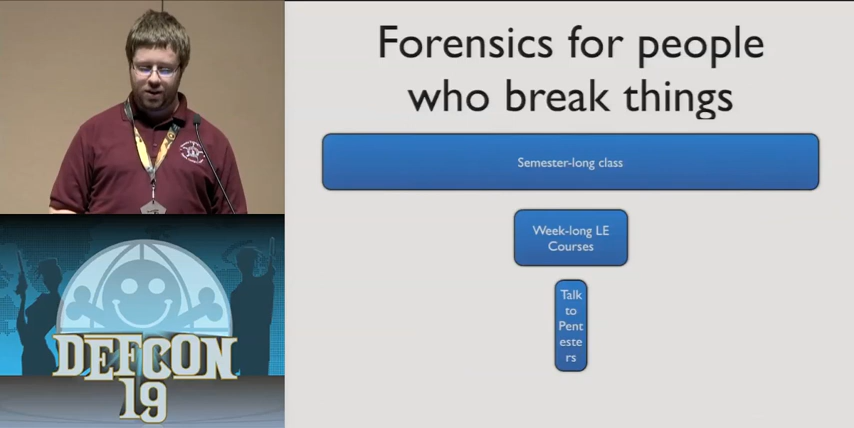 Forensics for people
who break things
Semester-long class
Week-long LE
Courses
Talk
to
Pent
este
rs
DEFCON
19